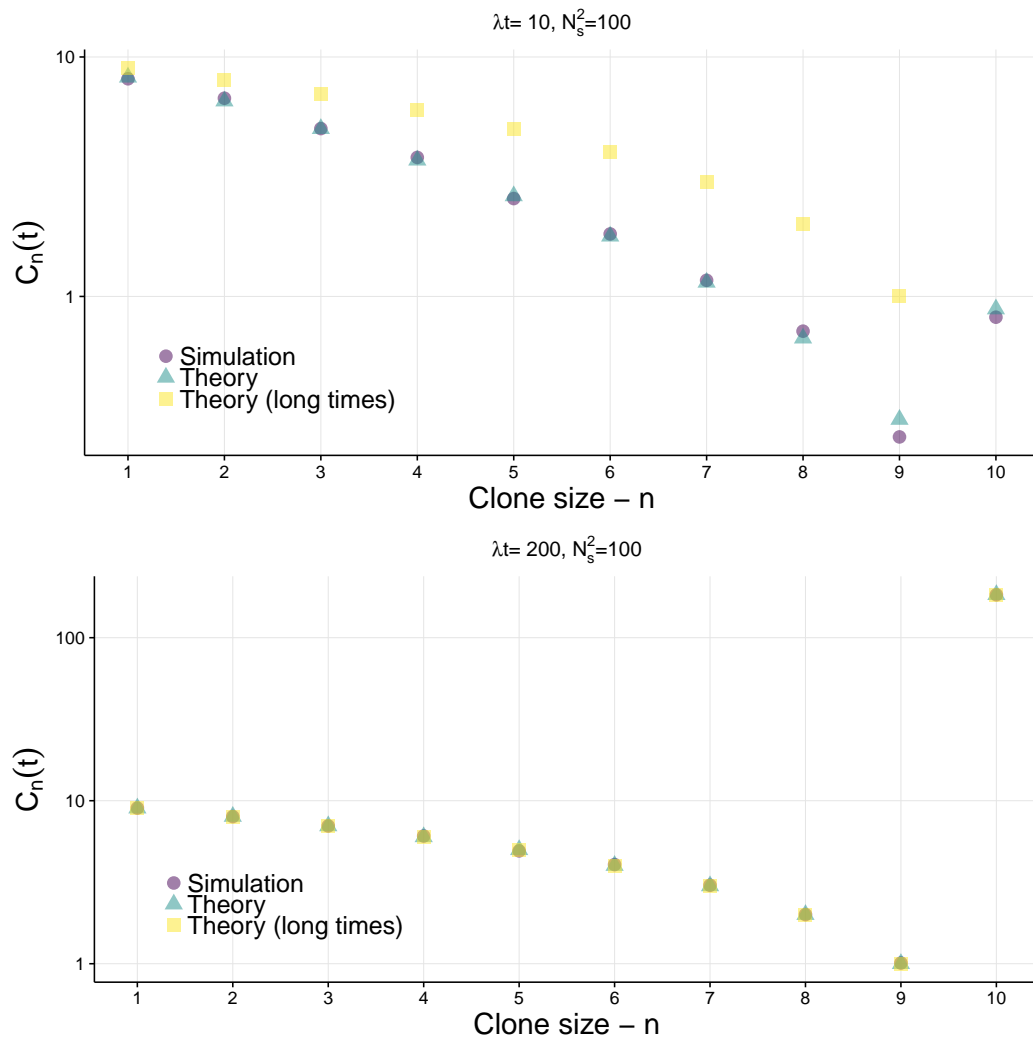 λt= 10, N_s^2=100
10
1
C_n(t)
Simulation
Theory
Theory (long times)
1 2 3 4 5 6 7 8 9 10
Clone size – n
λt= 200, N_s^2=100
100
10
1
C_n(t)
Simulation
Theory
Theory (long times)
1 2 3 4 5 6 7 8 9 10
Clone size – n